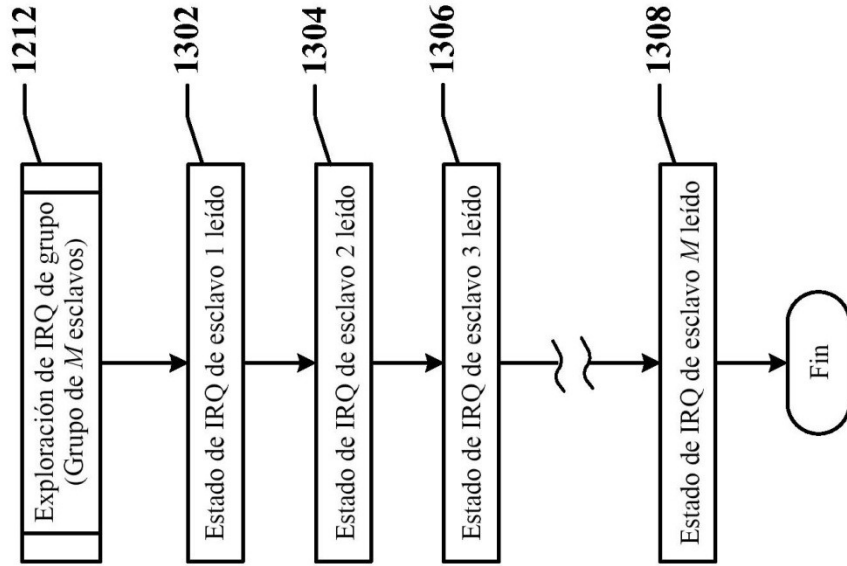 Exploración de IRQ de grupo
(Grupo de M esclavos)
1212
Estado de IRQ de esclavo 1 leído
1302
Estado de IRQ de esclavo 2 leído
1304
Estado de IRQ de esclavo 3 leído
1306
Estado de IRQ de esclavo M leído
1308
Fin